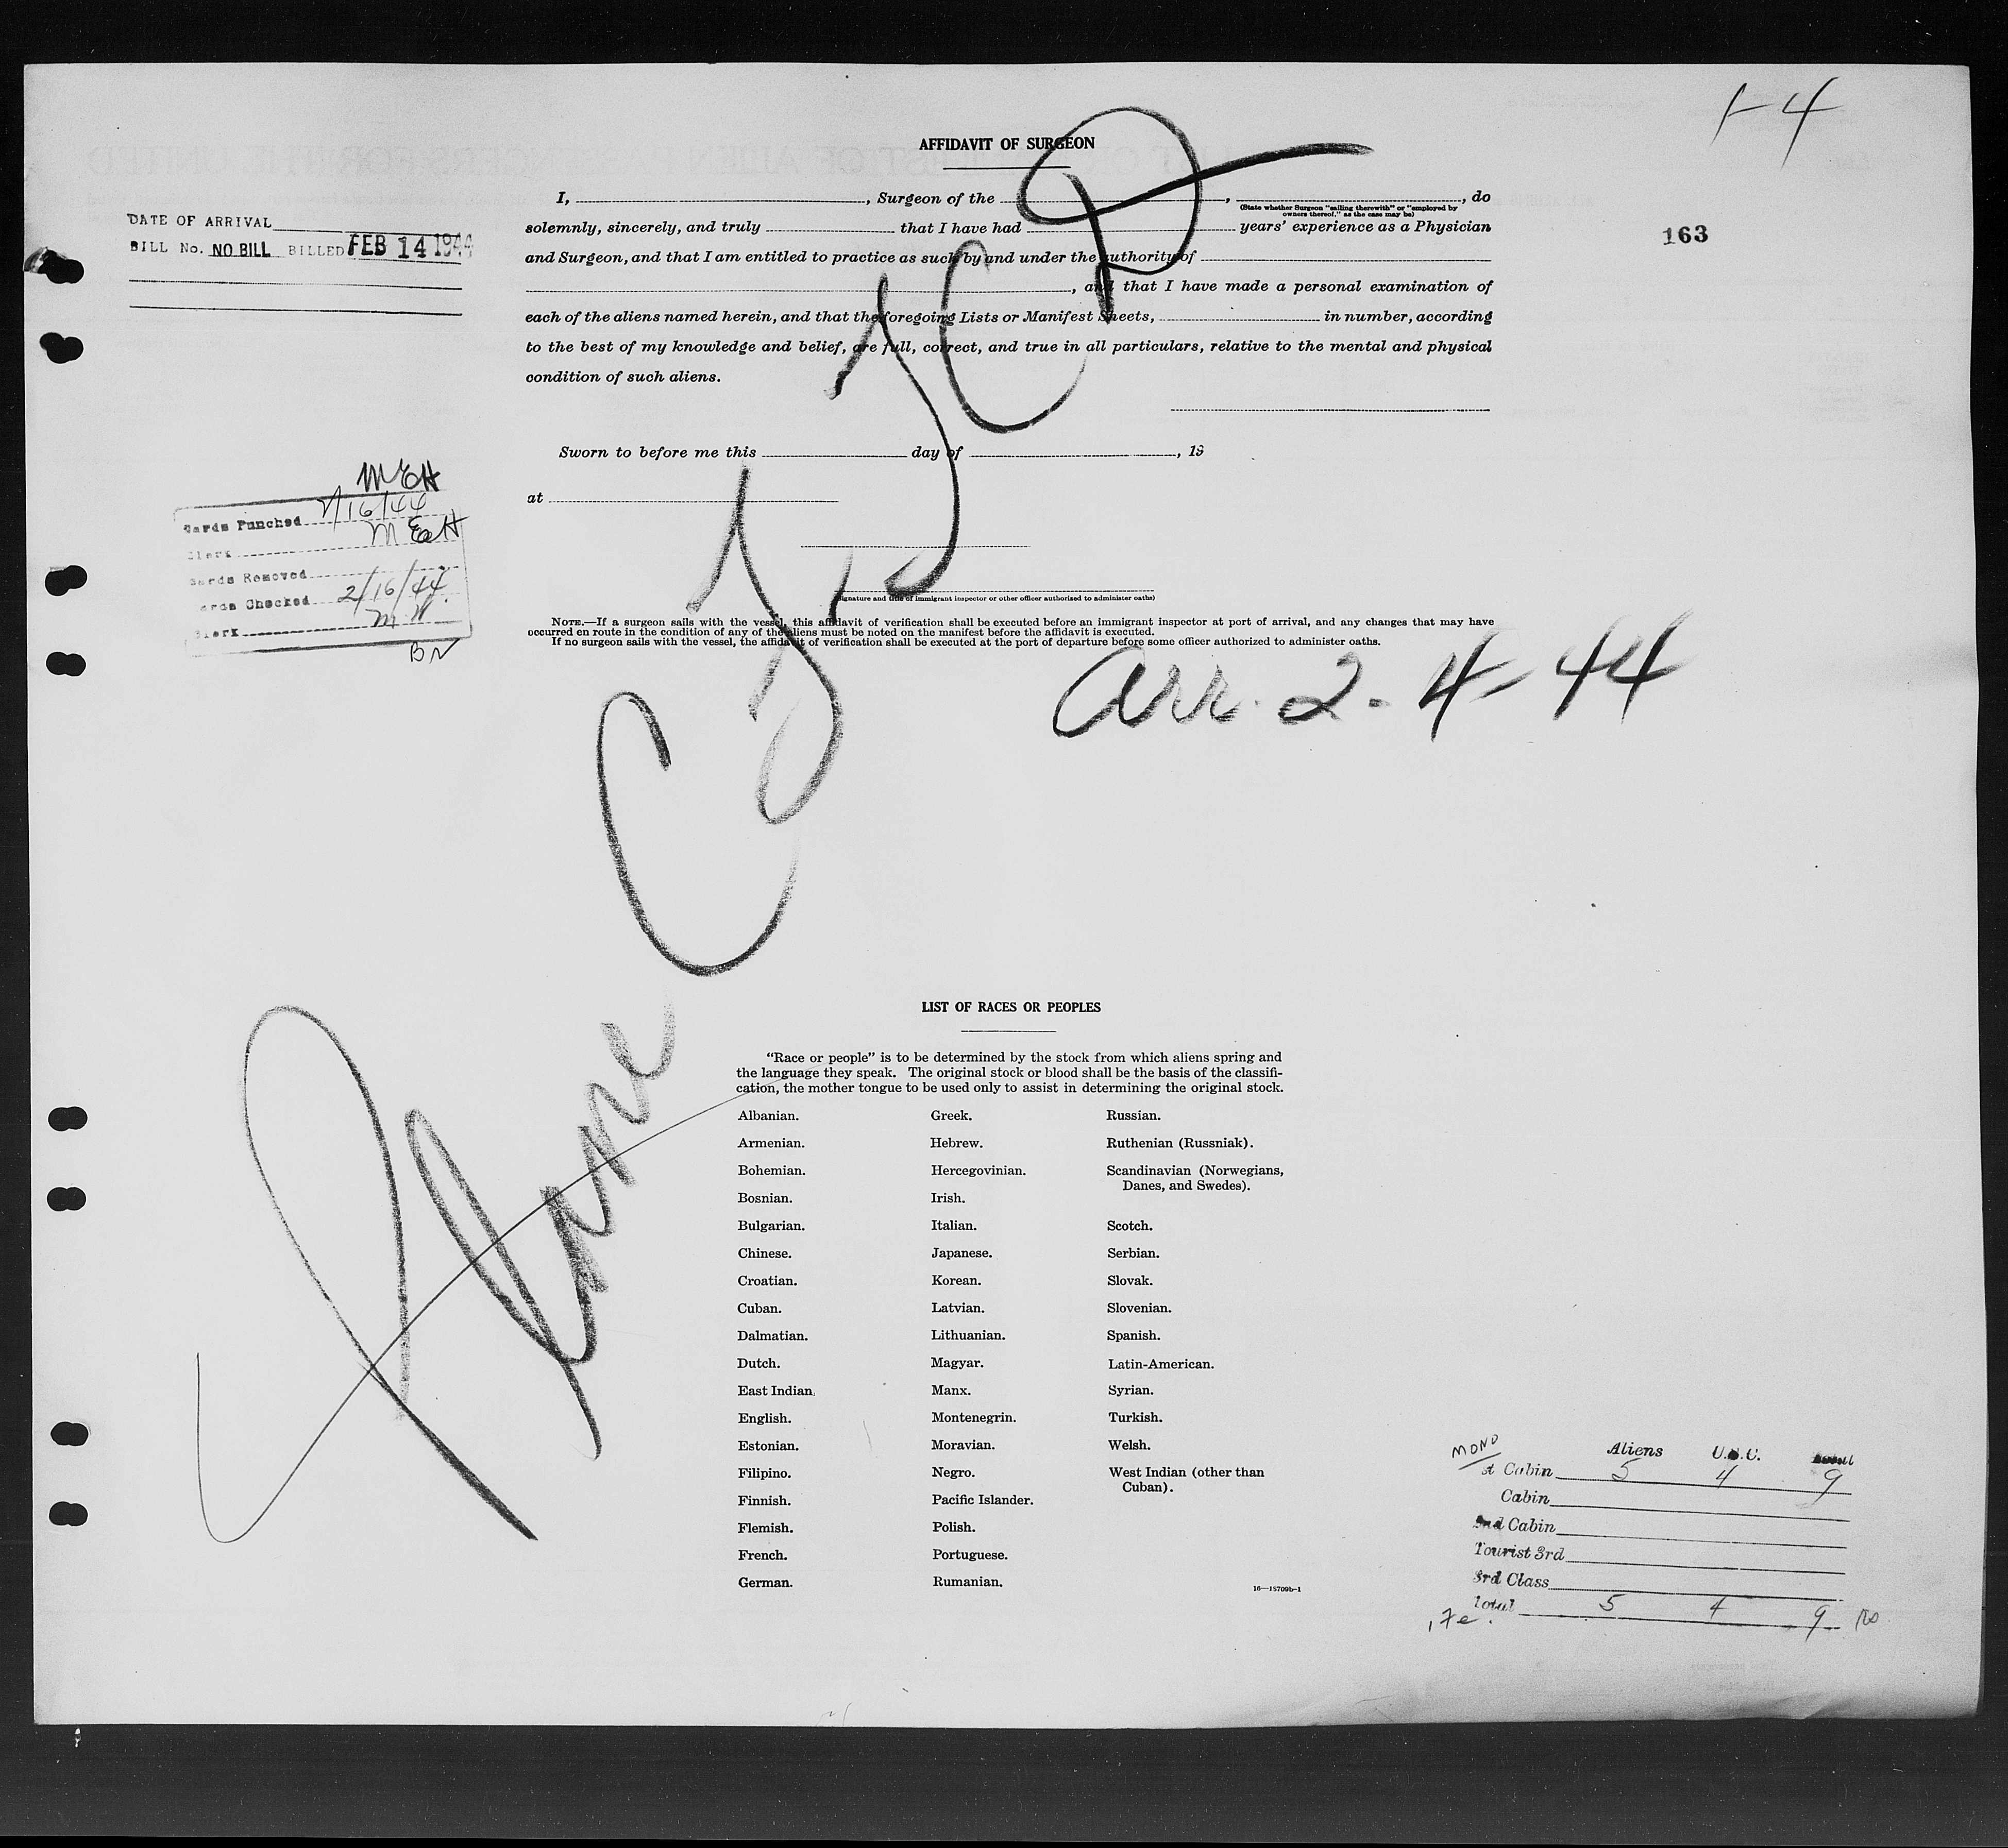 1-4
AFFIDAVIT OF SURGEON
I, , Surgeon of the , , do
(State whether Surgeon "sailing therewith" or "employed by
owners thereof," as the case may be)
solemnly, sincerely, and truly that I have had years' experience as a Physician
and Surgeon, and that I am entitled to practice as such by and under the authority of
, and that I have made a personal examination of
each of the aliens named herein, and that the foregoing Lists or Manifest Sheets, in number, according
to the best of my knowledge and belief, are full, correct, and true in all particulars, relative to the mental and physical
condition of such aliens.
Sworn to before me this day of , 19
at
(Signature and title of immigrant inspector or other officer authorized to administer oaths)
NOTE.—If a surgeon sails with the vessel, this affidavit of verification shall be executed before an immigrant inspector at port of arrival, and any changes that may have
occurred en route in the condition of any of the aliens must be noted on the manifest before the affidavit is executed.
If no surgeon sails with the vessel, the affidavit of verification shall be executed at the port of departure before some officer authorized to administer oaths.
DATE OF ARRIVAL
BILL No. NO BILL BILLED FEB 14 1944
163
Cards Punched 2/16/44
Clerk
Cards Removed
Cards Checked 2/16/44
Clerk
Plane
Arr. 2-4-44
LIST OF RACES OR PEOPLES
"Race or people" is to be determined by the stock from which aliens spring and
the language they speak. The original stock or blood shall be the basis of the classifi-
cation, the mother tongue to be used only to assist in determining the original stock.
Albanian.
Armenian.
Bohemian.
Bosnian.
Bulgarian.
Chinese.
Croatian.
Cuban.
Dalmatian.
Dutch.
East Indian.
English.
Estonian.
Filipino.
Finnish.
Flemish.
French.
German.
Greek.
Hebrew.
Hercegovinian.
Irish.
Italian.
Japanese.
Korean.
Latvian.
Lithuanian.
Magyar.
Manx.
Montenegrin.
Moravian.
Negro.
Pacific Islander.
Polish.
Portuguese.
Rumanian.
Russian.
Ruthenian (Russniak).
Scandinavian (Norwegians,
Danes, and Swedes).
Scotch.
Serbian.
Slovak.
Slovenian.
Spanish.
Latin-American.
Syrian.
Turkish.
Welsh.
West Indian (other than
Cuban).
16—18709b-1
MONO
Aliens U.S.C. Total
1st Cabin 5 4 9
Cabin
2nd Cabin
Tourist 3rd
3rd Class
Total 5 4 9